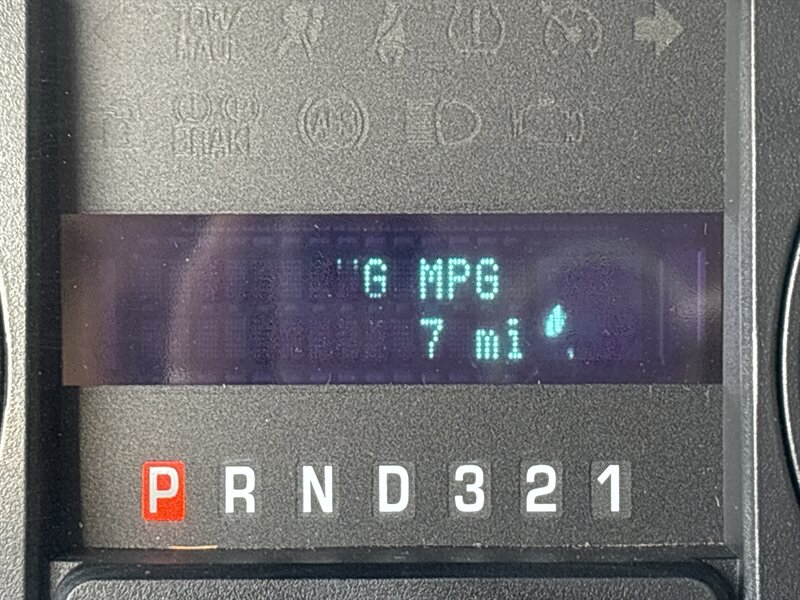 TOW/
HAUL
BRAKE
(ABS)
G MPG
7 mi
P R N D 3 2 1